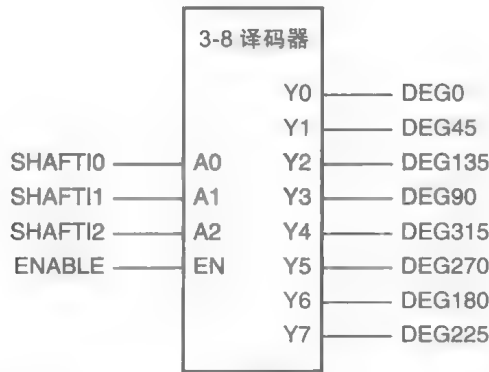 3-8 译码器
Y0 DEG0
Y1 DEG45
SHAFTI0 A0 Y2 DEG135
SHAFTI1 A1 Y3 DEG90
SHAFTI2 A2 Y4 DEG315
ENABLE EN Y5 DEG270
Y6 DEG180
Y7 DEG225